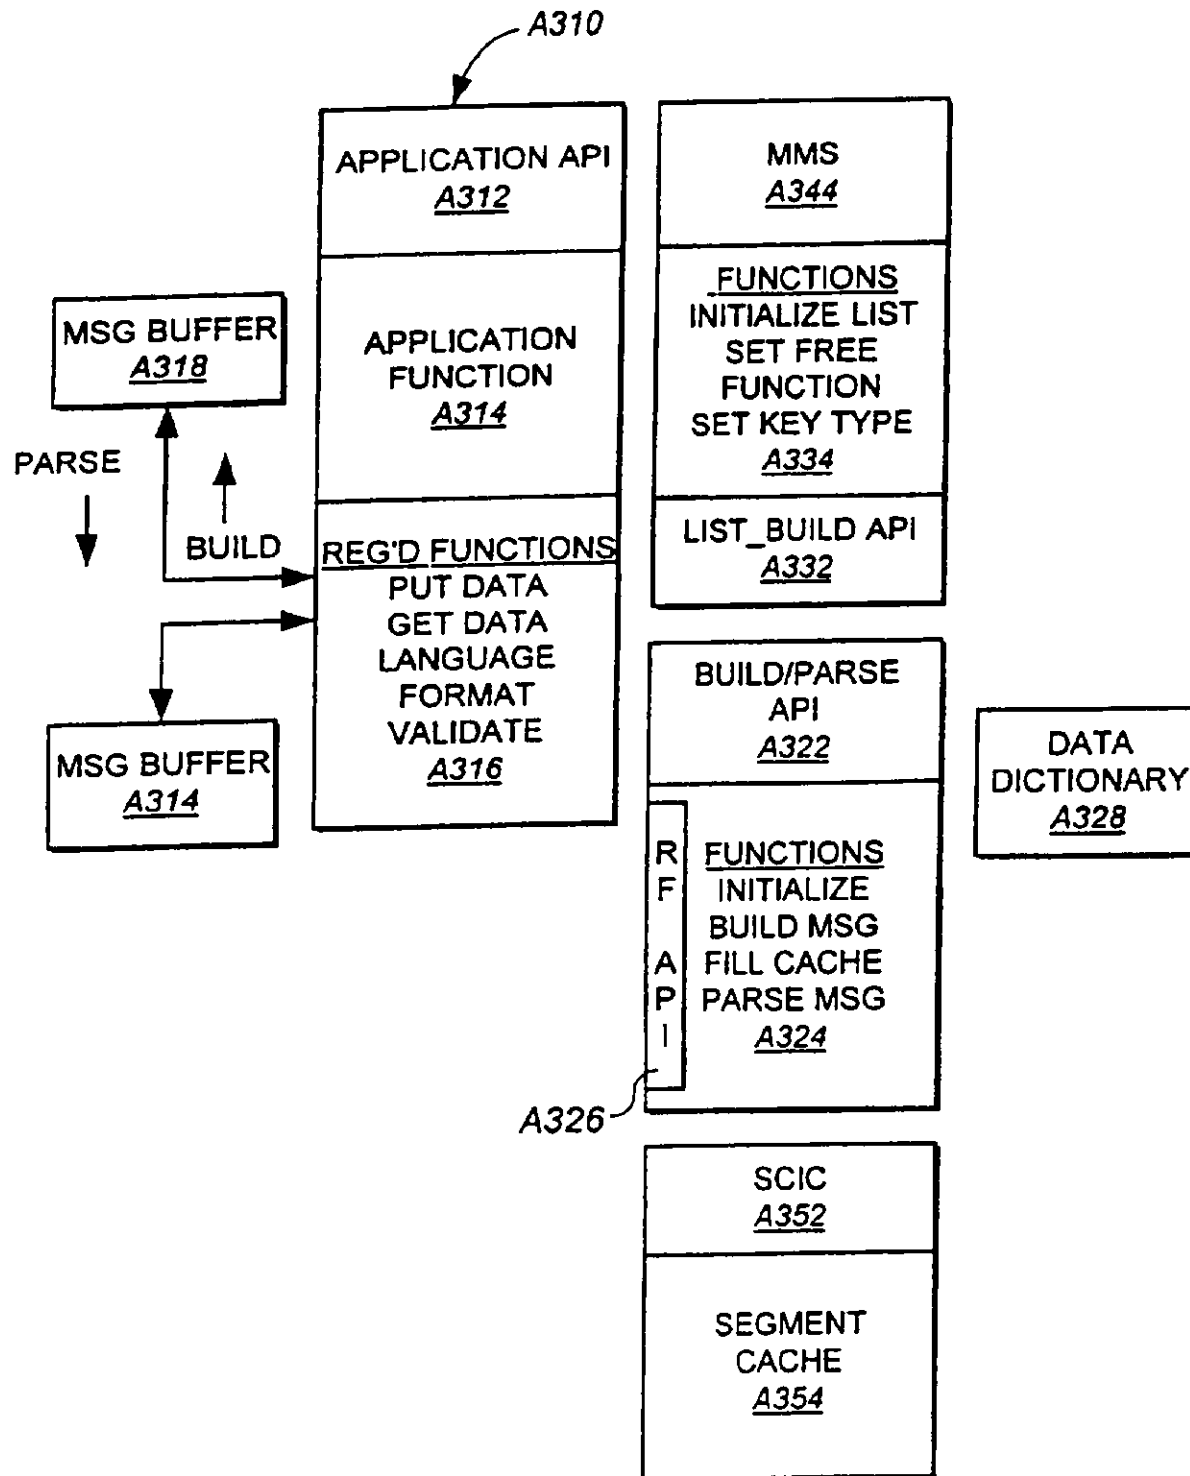 A310
APPLICATION API
A312
APPLICATION
FUNCTION
A314
REG'D FUNCTIONS
PUT DATA
GET DATA
LANGUAGE
FORMAT
VALIDATE
A316
MSG BUFFER
A318
PARSE
BUILD
MSG BUFFER
A314
MMS
A344
FUNCTIONS
INITIALIZE LIST
SET FREE
FUNCTION
SET KEY TYPE
A334
LIST_BUILD API
A332
BUILD/PARSE
API
A322
RF API
FUNCTIONS
INITIALIZE
BUILD MSG
FILL CACHE
PARSE MSG
A324
A326
DATA
DICTIONARY
A328
SCIC
A352
SEGMENT
CACHE
A354